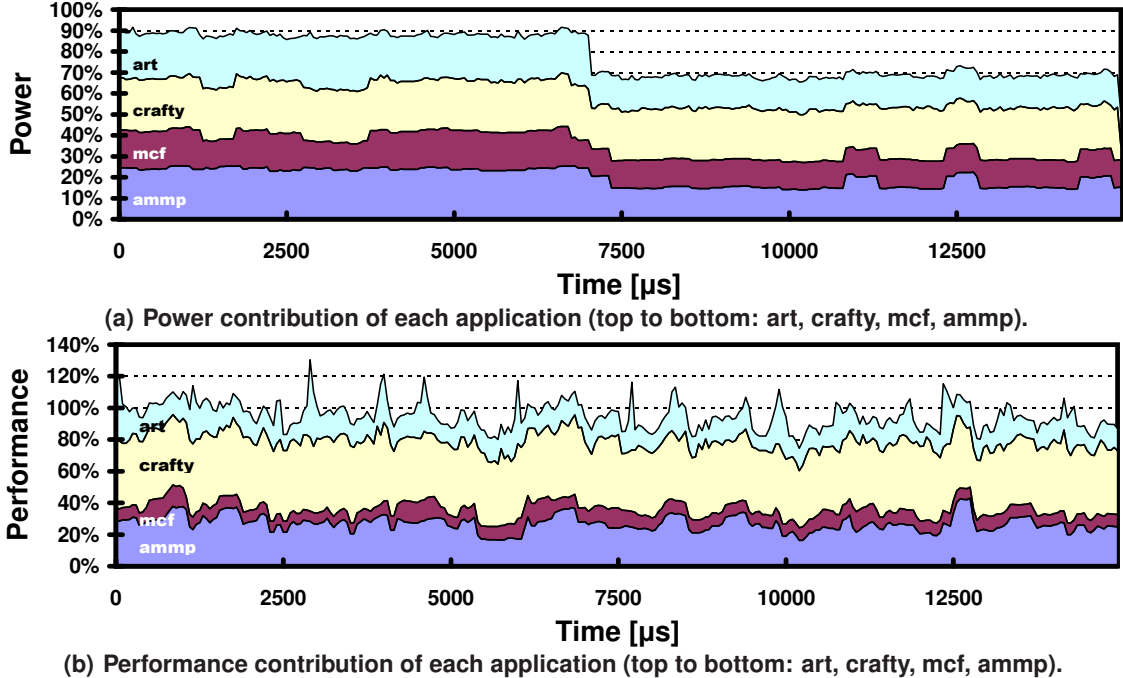 100%
90%
80%
70%
60%
50%
40%
30%
20%
10%
0%
Power
art
crafty
mcf
ammp
0 2500 5000 7500 10000 12500
Time [µs]
(a) Power contribution of each application (top to bottom: art, crafty, mcf, ammp).
140%
120%
100%
80%
60%
40%
20%
0%
Performance
art
crafty
mcf
ammp
0 2500 5000 7500 10000 12500
Time [µs]
(b) Performance contribution of each application (top to bottom: art, crafty, mcf, ammp).